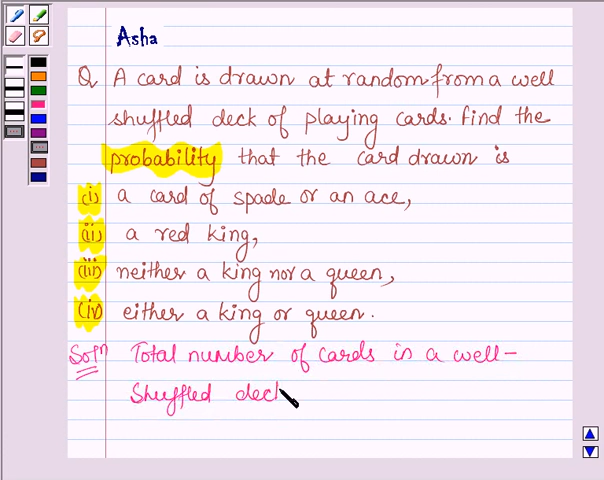 Asha
Q A card is drawn at random from a well
shuffled deck of playing cards. Find the
probability that the card drawn is
(i) a card of spade or an ace,
(ii) a red king,
(iii) neither a king nor a queen,
(iv) either a king or queen.
Solⁿ Total number of cards in a well-
shuffled deck